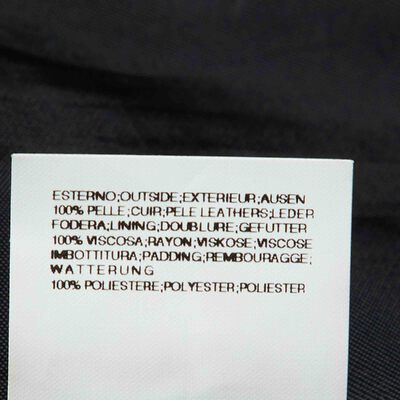 ESTERNO;OUTSIDE;EXTERIEUR;AUSEN
100% PELLE;CUIR;PELE LEATHERS;LEDER
FODERA;LINING;DOUBLURE;GEFUTTER
100% VISCOSA;RAYON;VISKOSE;VISCOSE
IMBOTTITURA;PADDING;REMBOURAGGE;
WATTERUNG
100% POLIESTERE;POLYESTER;POLIESTER